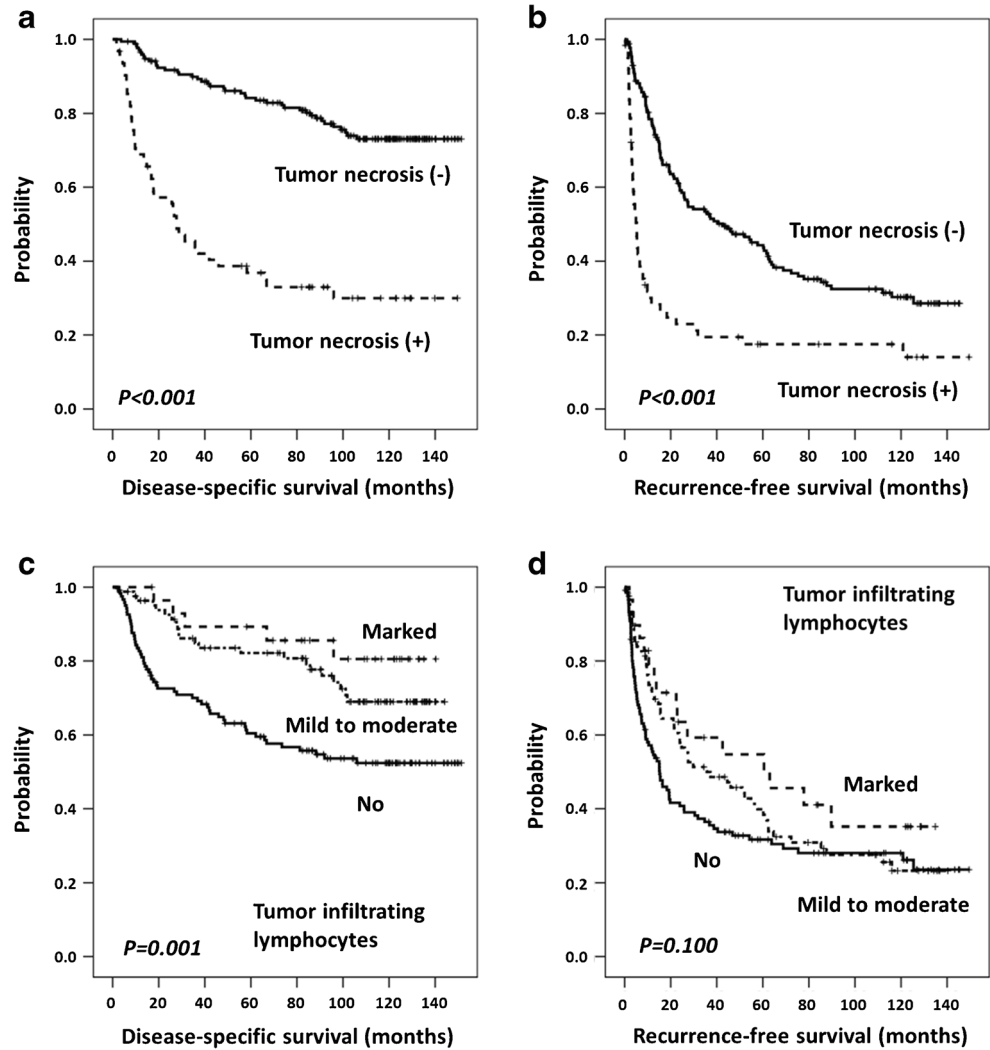 a
1.0
0.8
0.6
0.4
0.2
0.0
Probability
Tumor necrosis (-)
Tumor necrosis (+)
P<0.001
0 20 40 60 80 100 120 140
Disease-specific survival (months)
b
1.0
0.8
0.6
0.4
0.2
0.0
Probability
Tumor necrosis (-)
Tumor necrosis (+)
P<0.001
0 20 40 60 80 100 120 140
Recurrence-free survival (months)
c
1.0
0.8
0.6
0.4
0.2
0.0
Probability
Marked
Mild to moderate
No
Tumor infiltrating
lymphocytes
P=0.001
0 20 40 60 80 100 120 140
Disease-specific survival (months)
d
1.0
0.8
0.6
0.4
0.2
0.0
Probability
Tumor infiltrating
lymphocytes
Marked
No
Mild to moderate
P=0.100
0 20 40 60 80 100 120 140
Recurrence-free survival (months)